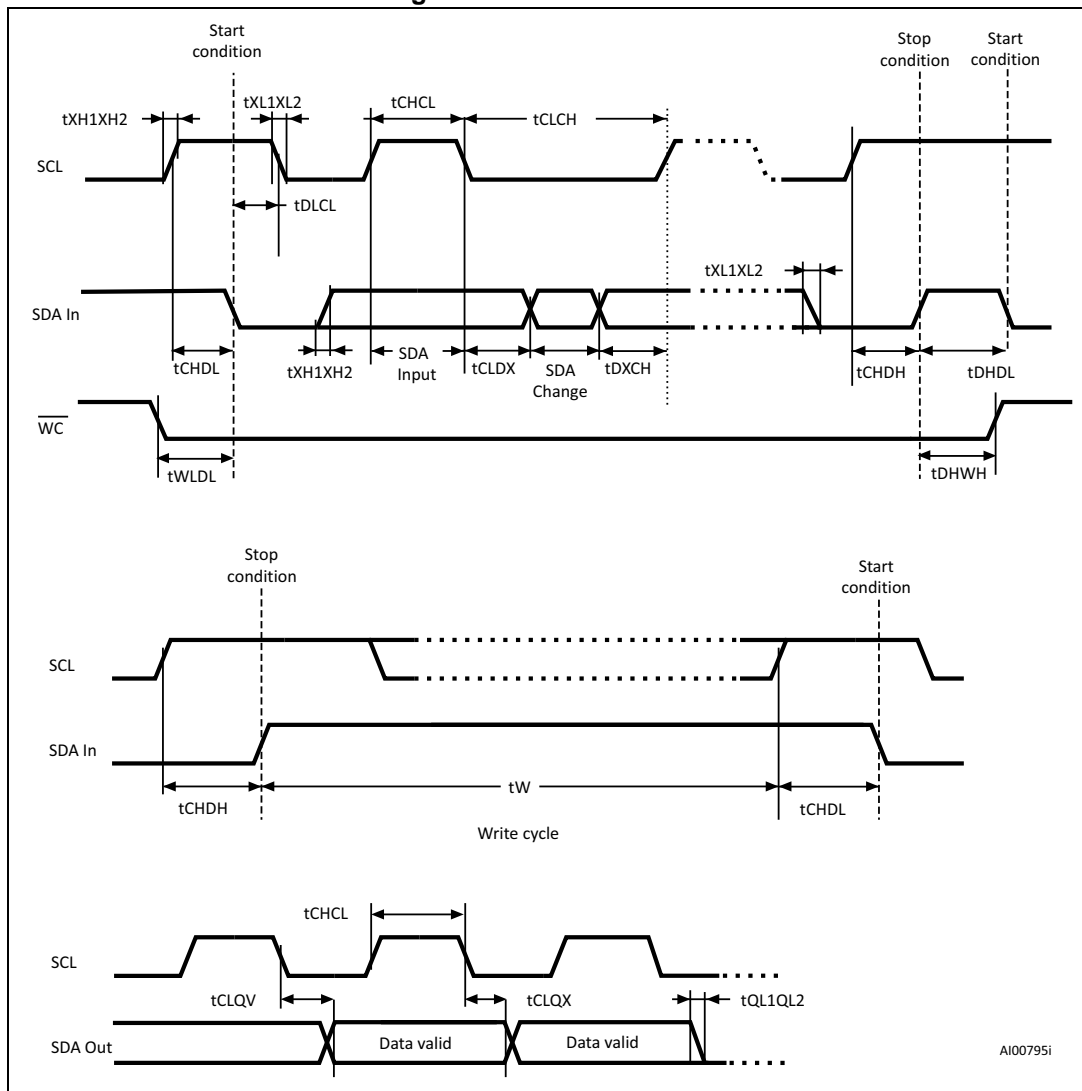 Start
condition
Stop
condition
Start
condition
tXH1XH2
tXL1XL2
tCHCL
tCLCH
SCL
tDLCL
tXL1XL2
SDA In
tCHDL
tXH1XH2
SDA
Input
tCLDX
SDA
Change
tDXCH
tCHDH
tDHDL
WC
tWLDL
tDHWH
Stop
condition
Start
condition
SCL
SDA In
tCHDH
tW
tCHDL
Write cycle
tCHCL
SCL
tCLQV
tCLQX
tQL1QL2
SDA Out
Data valid
Data valid
AI00795i